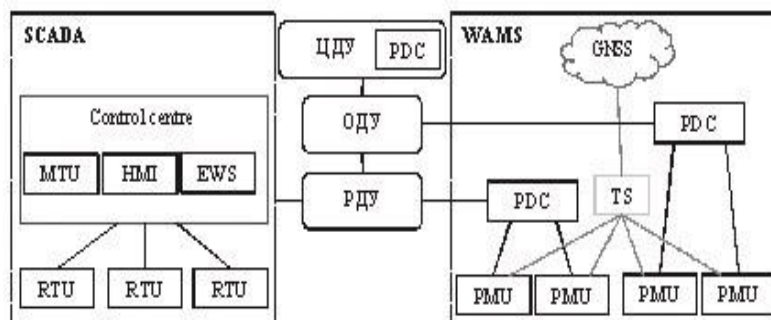 SCADA
Control centre
MTU HMI EWS
RTU RTU RTU
ЦДУ PDC
ОДУ
РДУ
WAMS
GNSS
PDC
PDC TS
PMU PMU PMU PMU